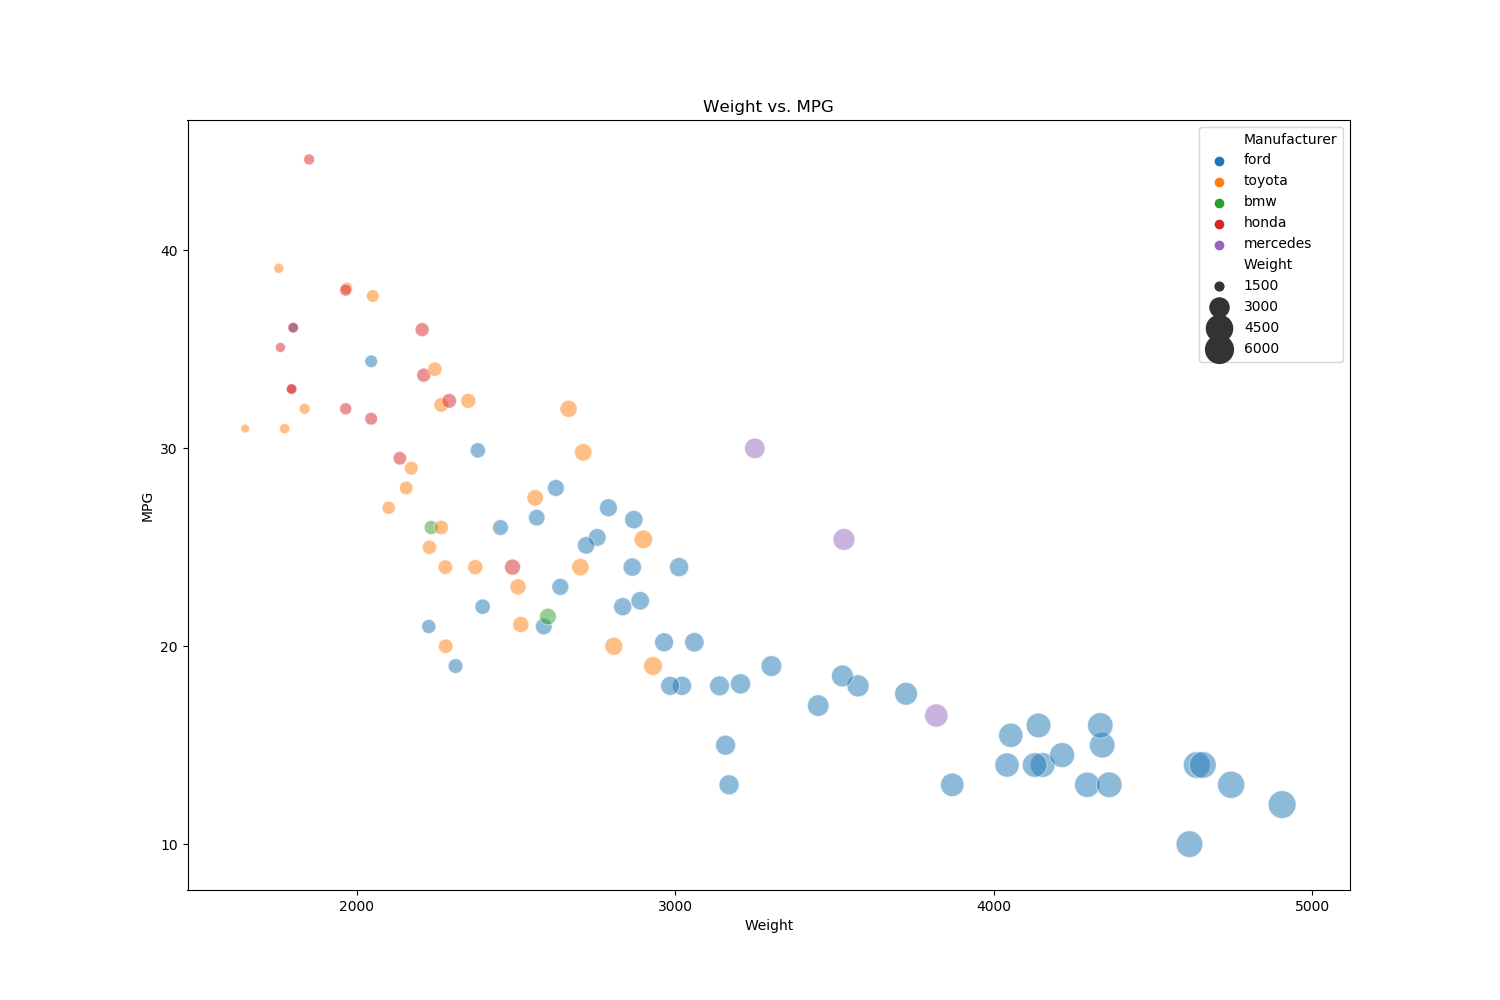 Weight vs. MPG
Manufacturer
ford
toyota
bmw
honda
mercedes
Weight
1500
3000
4500
6000
40
30
20
10
MPG
2000 3000 4000 5000
Weight